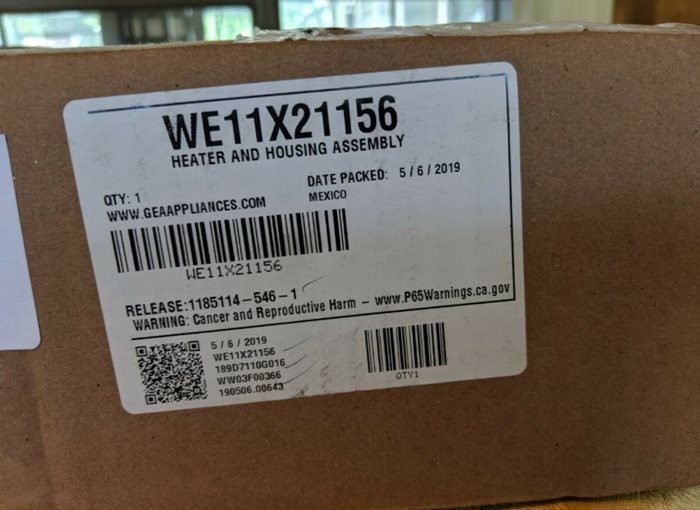 WE11X21156
HEATER AND HOUSING ASSEMBLY
QTY: 1
DATE PACKED: 5/6/2019
WWW.GEAAPPLIANCES.COM
MEXICO
WE11X21156
RELEASE:1185114-546-1
WARNING: Cancer and Reproductive Harm – www.P65Warnings.ca.gov
5/6/2019
WE11X21156
189D7110G016
WW03F00366
190506.00643
QTY1